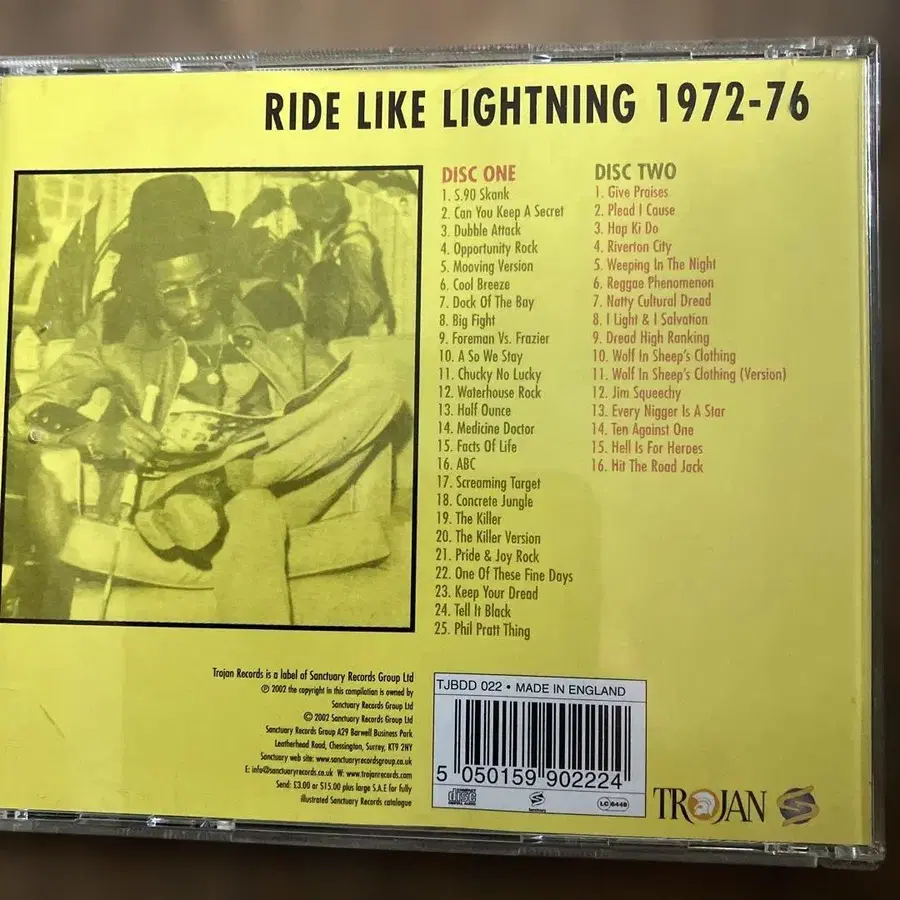 RIDE LIKE LIGHTNING 1972-76
DISC ONE
1. S.90 Skank
2. Can You Keep A Secret
3. Dubble Attack
4. Opportunity Rock
5. Mooving Version
6. Cool Breeze
7. Dock Of The Bay
8. Big Fight
9. Foreman Vs. Frazier
10. A So We Stay
11. Chucky No Lucky
12. Waterhouse Rock
13. Half Ounce
14. Medicine Doctor
15. Facts Of Life
16. ABC
17. Screaming Target
18. Concrete Jungle
19. The Killer
20. The Killer Version
21. Pride & Joy Rock
22. One Of These Fine Days
23. Keep Your Dread
24. Tell It Black
25. Phil Pratt Thing
DISC TWO
1. Give Praises
2. Plead I Cause
3. Hap Ki Do
4. Riverton City
5. Weeping In The Night
6. Reggae Phenomenon
7. Natty Cultural Dread
8. I Light & I Salvation
9. Dread High Ranking
10. Wolf In Sheep's Clothing
11. Wolf In Sheep's Clothing (Version)
12. Jim Squeechy
13. Every Nigger Is A Star
14. Ten Against One
15. Hell Is For Heroes
16. Hit The Road Jack
Trojan Records is a label of Sanctuary Records Group Ltd
℗ 2002 the copyright in this compilation is owned by
Sanctuary Records Group Ltd
© 2002 Sanctuary Records Group Ltd
Sanctuary Records Group A29 Barwell Business Park
Leatherhead Road, Chessington, Surrey, KT9 2NY
Sanctuary web site: www.sanctuaryrecordsgroup.co.uk
E: info@sanctuaryrecords.co.uk W: www.trojanrecords.com
Send: £3.00 or $15.00 plus large S.A.E for fully
illustrated Sanctuary Records catalogue
TJBDD 022 • MADE IN ENGLAND
5 050159 902224
disc
DIGITAL AUDIO
Sanctuary
LC 6448
TROJAN